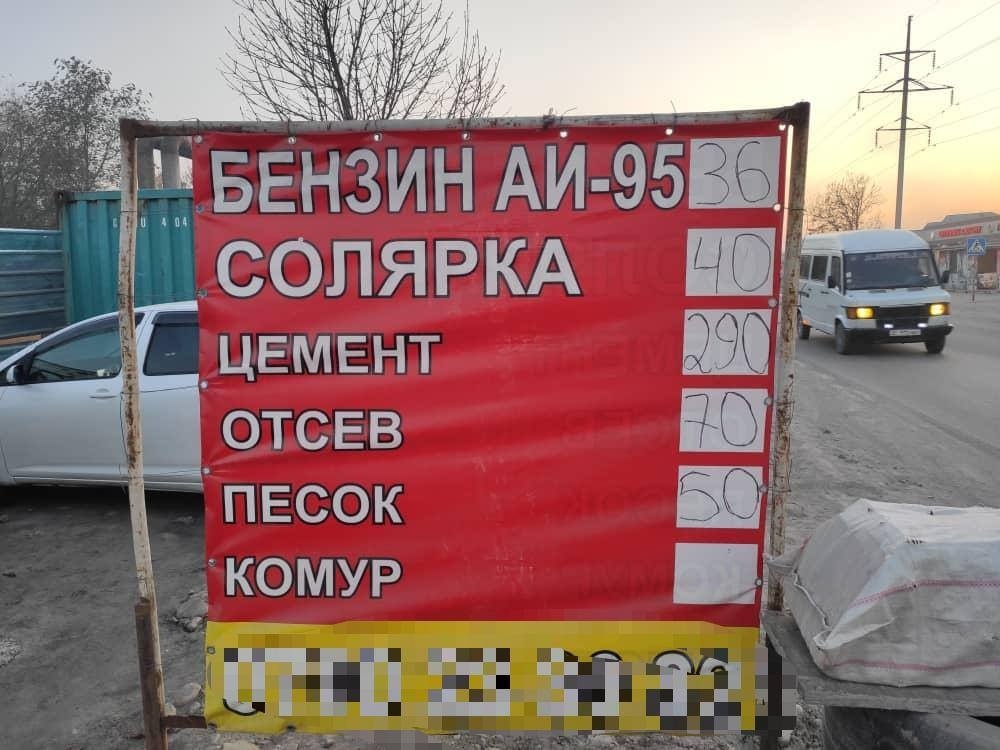 БЕНЗИН АИ-95 36
СОЛЯРКА 40
ЦЕМЕНТ 290
ОТСЕВ 70
ПЕСОК 50
КОМУР